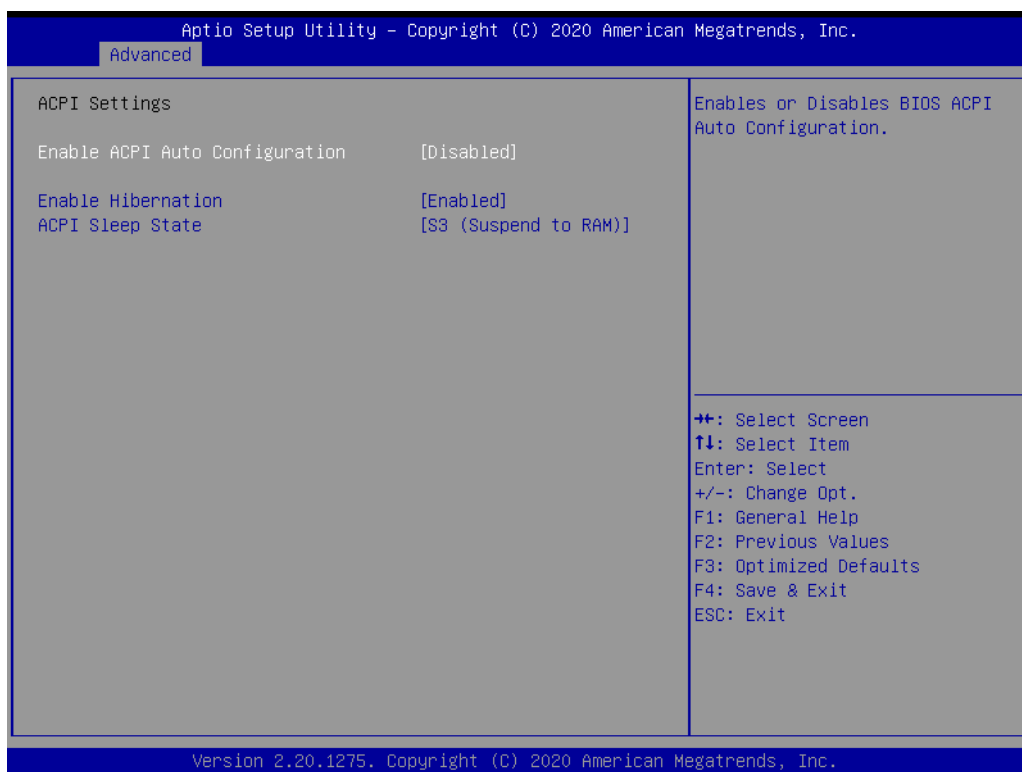 Aptio Setup Utility – Copyright (C) 2020 American Megatrends, Inc.
Advanced
ACPI Settings
Enable ACPI Auto Configuration [Disabled]
Enable Hibernation [Enabled]
ACPI Sleep State [S3 (Suspend to RAM)]
Enables or Disables BIOS ACPI
Auto Configuration.
→←: Select Screen
↑↓: Select Item
Enter: Select
+/-: Change Opt.
F1: General Help
F2: Previous Values
F3: Optimized Defaults
F4: Save & Exit
ESC: Exit
Version 2.20.1275. Copyright (C) 2020 American Megatrends, Inc.